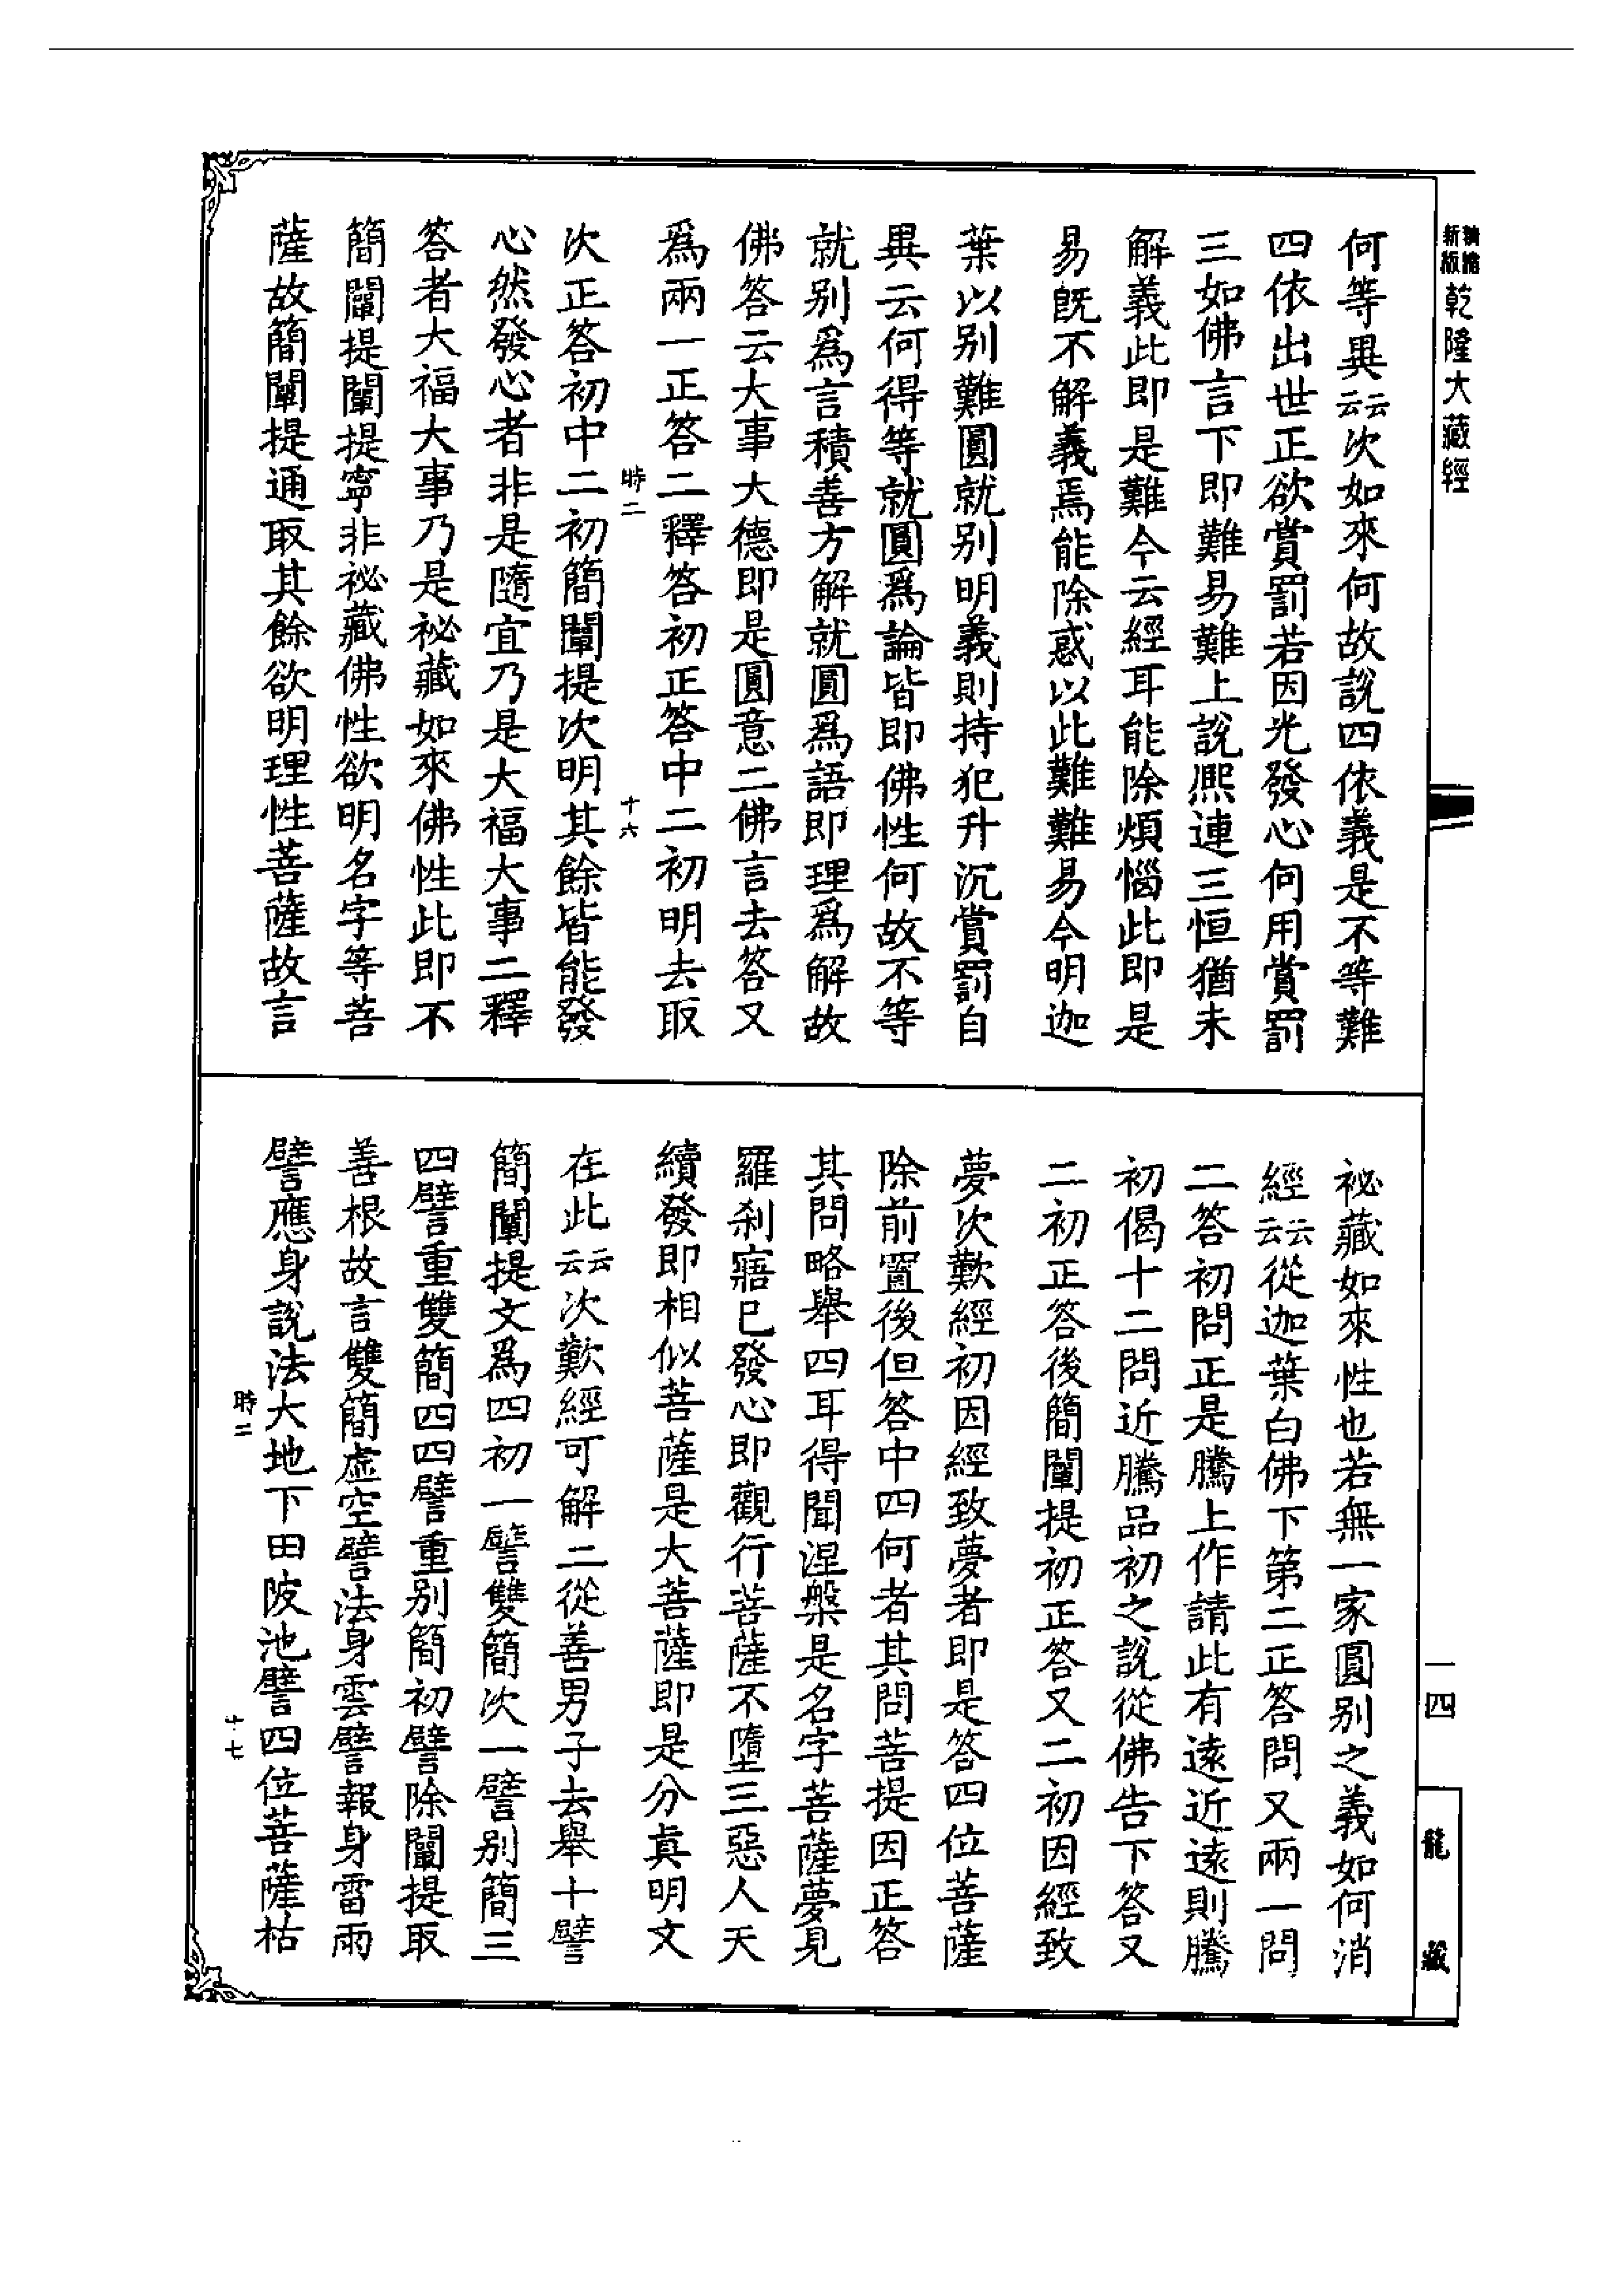 精縮新版乾隆大藏經
何等異云云次如來何故說四依義是不等難
四依出世正欲賞罰若因光發心何用賞罰
三如佛言下即難易難上說熈連三恒猶未
解義此即是難今云經耳能除煩惱此即是
易旣不解義焉能除惑以此難難易今明迦
葉以别難圓就别明義則持犯升沉賞罰自
異云何得等就圓爲論皆即佛性何故不等
就别爲言積善方解就圓爲語即理爲解故
佛答云大事大德即是圓意二佛言去答又
爲兩一正答二釋答初正答中二初明去取
時二
十六
次正答初中二初簡闡提次明其餘皆能發
心然發心者非是隨宜乃是大福大事二釋
答者大福大事乃是祕藏如來佛性此即不
簡闡提闡提寧非祕藏佛性欲明名字等菩
薩故簡闡提通取其餘欲明理性菩薩故言
祕藏如來性也若無一家圓别之義如何消
經云云從迦葉白佛下第二正答問又兩一問
二答初問正是騰上作請此有遠近遠則騰
初偈十二問近騰品初之說從佛告下答又
二初正答後簡闡提初正答又二初因經致
夢次歎經初因經致夢者即是答四位菩薩
除前置後但答中四何者其問菩提因正答
其問略舉四耳得聞涅槃是名字菩薩夢見
羅刹寤巳發心即觀行菩薩不墮三惡人天
續發即相似菩薩是大菩薩即是分眞明文
在此云云次歎經可解二從善男子去舉十譬
簡闡提文爲四初一譬雙簡次一譬别簡三
四譬重雙簡四四譬重别簡初譬除闡提取
善根故言雙簡虛空譬法身雲譬報身雷雨
譬應身說法大地下田陂池譬四位菩薩枯
時二
十七
一四
龍藏